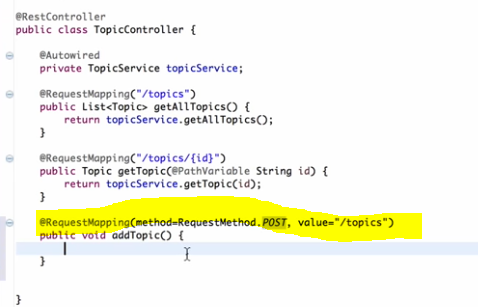 @RestController
public class TopicController {
@Autowired
private TopicService topicService;
@RequestMapping("/topics")
public List<Topic> getAllTopics() {
return topicService.getAllTopics();
}
@RequestMapping("/topics/{id}")
public Topic getTopic(@PathVariable String id) {
return topicService.getTopic(id);
}
@RequestMapping(method=RequestMethod.POST, value="/topics")
public void addTopic() {
}
}